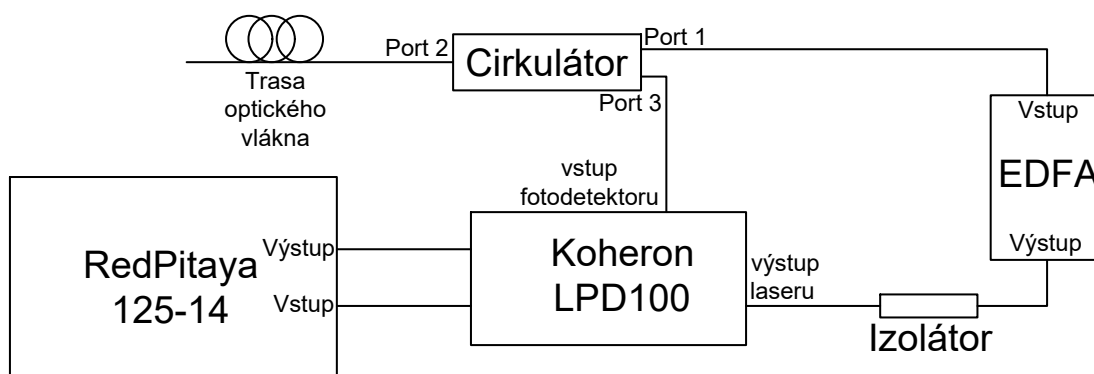 Port 2
Cirkulátor
Port 1
Port 3
Trasa
optického
vlákna
Vstup
EDFA
Výstup
vstup
fotodetektoru
RedPitaya
125-14
Výstup
Vstup
Koheron
LPD100
výstup
laseru
Izolátor